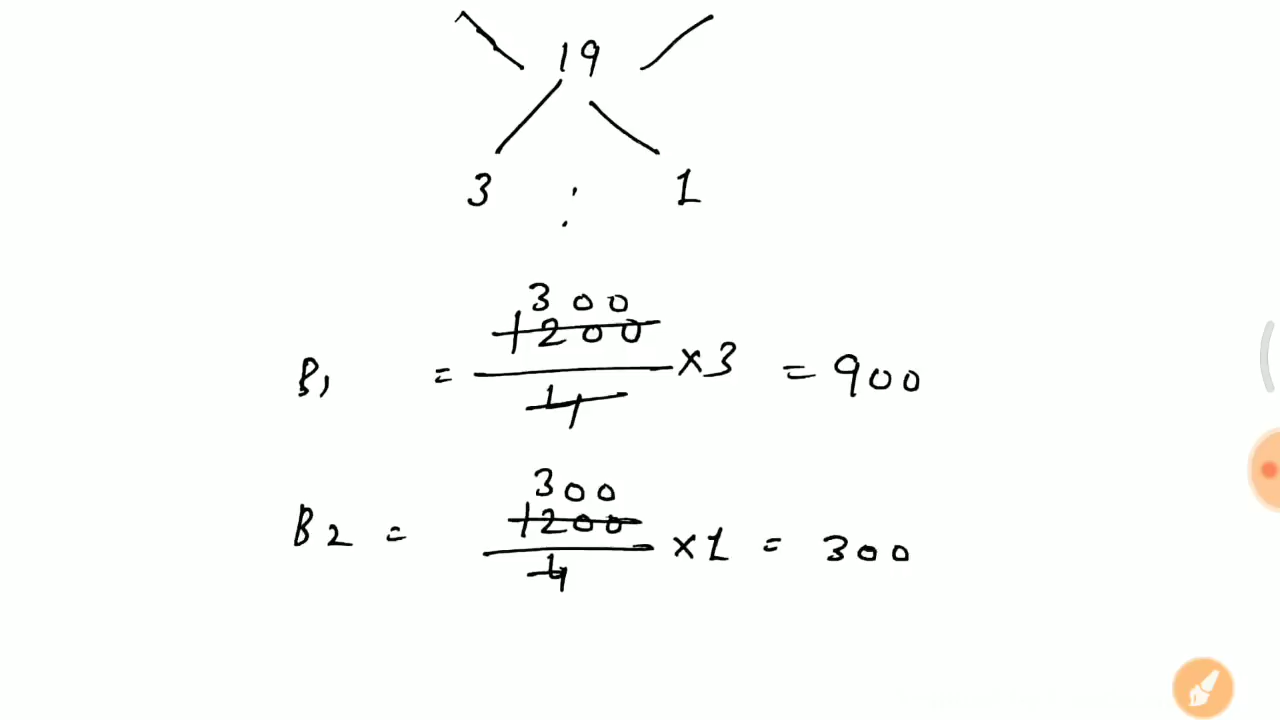 19
3 : 1
300
B1 = 1200/4 ×3 = 900
300
B2 = 1200/4 ×1 = 300